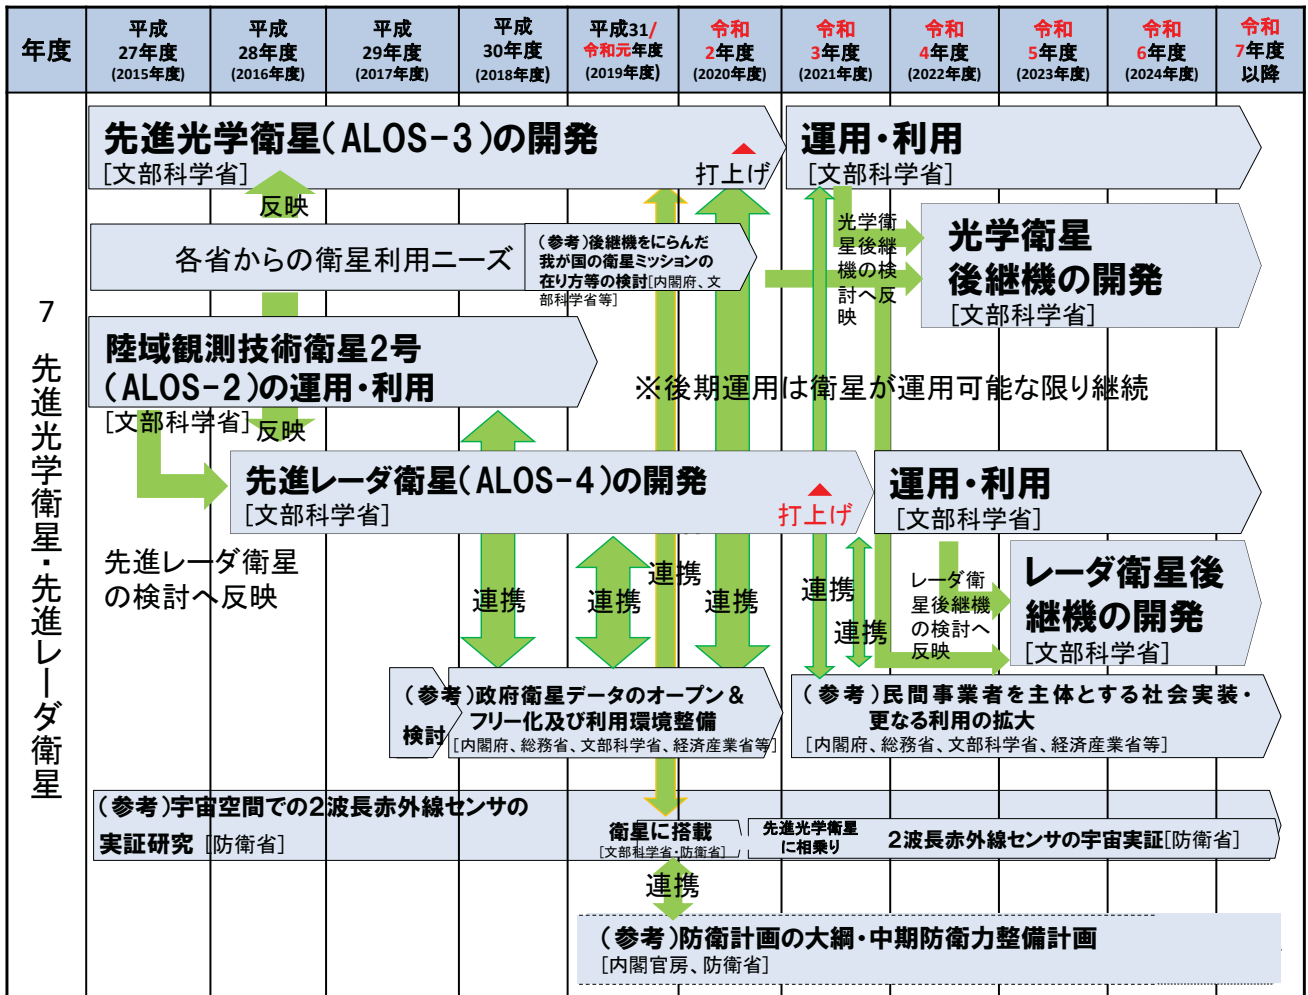 年度
平成
27年度
(2015年度)
平成
28年度
(2016年度)
平成
29年度
(2017年度)
平成
30年度
(2018年度)
平成31/
令和元年度
(2019年度)
令和
2年度
(2020年度)
令和
3年度
(2021年度)
令和
4年度
(2022年度)
令和
5年度
(2023年度)
令和
6年度
(2024年度)
令和
7年度
以降
7 先進光学衛星・先進レーダ衛星
先進光学衛星(ALOS-3)の開発
[文部科学省]
打上げ
運用・利用
[文部科学省]
反映
各省からの衛星利用ニーズ
(参考)後継機をにらんだ
我が国の衛星ミッションの
在り方等の検討[内閣府、文
部科学省等]
光学衛
星後継
機の検
討へ反
映
光学衛星
後継機の開発
[文部科学省]
陸域観測技術衛星2号
(ALOS-2)の運用・利用
[文部科学省]
反映
※後期運用は衛星が運用可能な限り継続
先進レーダ衛星(ALOS-4)の開発
[文部科学省]
打上げ
運用・利用
[文部科学省]
先進レーダ衛星
の検討へ反映
連携
連携
連携
連携
連携
連携
レーダ衛
星後継機
の検討へ
反映
レーダ衛星後
継機の開発
[文部科学省]
検討
(参考)政府衛星データのオープン&
フリー化及び利用環境整備
[内閣府、総務省、文部科学省、経済産業省等]
(参考)民間事業者を主体とする社会実装・
更なる利用の拡大
[内閣府、総務省、文部科学省、経済産業省等]
(参考)宇宙空間での2波長赤外線センサの
実証研究[防衛省]
衛星に搭載
[文部科学省・防衛省]
先進光学衛星
に相乗り
2波長赤外線センサの宇宙実証[防衛省]
連携
(参考)防衛計画の大綱・中期防衛力整備計画
[内閣官房、防衛省]